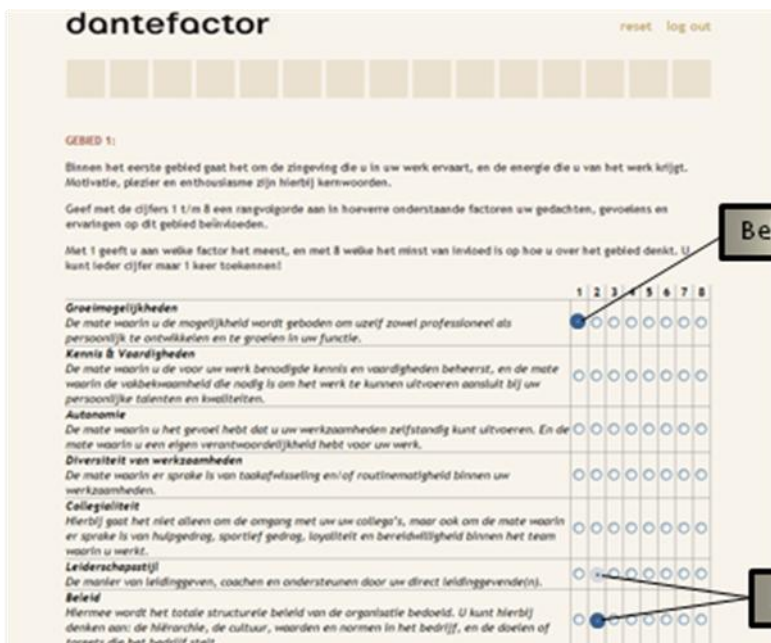 dantefactor
reset log out
GEBIED 1:
Binnen het eerste gebied gaat het om de zingeving die u in uw werk ervaart, en de energie die u van het werk krijgt.
Motivatie, plezier en enthousiasme zijn hierbij kernwoorden.
Geef met de cijfers 1 t/m 8 een rangvolgorde aan in hoeverre onderstaande factoren uw gedachten, gevoelens en
ervaringen op dit gebied beïnvloeden.
Met 1 geeft u aan welke factor het meest, en met 8 welke het minst van invloed is op hoe u over het gebied denkt. U
kunt ieder cijfer maar 1 keer toekennen!
Be
1 2 3 4 5 6 7 8
Groeimogelijkheden
De mate waarin u de mogelijkheid wordt geboden om uzelf zowel professioneel als
persoonlijk te ontwikkelen en te groeien in uw functie.
Kennis & Vaardigheden
De mate waarin u de voor uw werk benodigde kennis en vaardigheden beheerst, en de mate
waarin de vakbekwaamheid die nodig is om het werk te kunnen uitvoeren aansluit bij uw
persoonlijke talenten en kwaliteiten.
Autonomie
De mate waarin u het gevoel hebt dat u uw werkzaamheden zelfstandig kunt uitvoeren. En de
mate waarin u een eigen verantwoordelijkheid hebt voor uw werk.
Diversiteit van werkzaamheden
De mate waarin er sprake is van taakafwisseling en/of routinematigheid binnen uw
werkzaamheden.
Collegialiteit
Hierbij gaat het niet alleen om de omgang met uw uw collega's, maar ook om de mate waarin
er sprake is van hulpgedrag, sportief gedrag, loyaliteit en bereidwilligheid binnen het team
waarin u werkt.
Leiderschapsstijl
De manier van leidinggeven, coachen en ondersteunen door uw direct leidinggevende(n).
Beleid
Hiermee wordt het totale structurele beleid van de organisatie bedoeld. U kunt hierbij
denken aan: de hiërarchie, de cultuur, waarden en normen in het bedrijf, en de doelen of
targets die het bedrijf stelt.